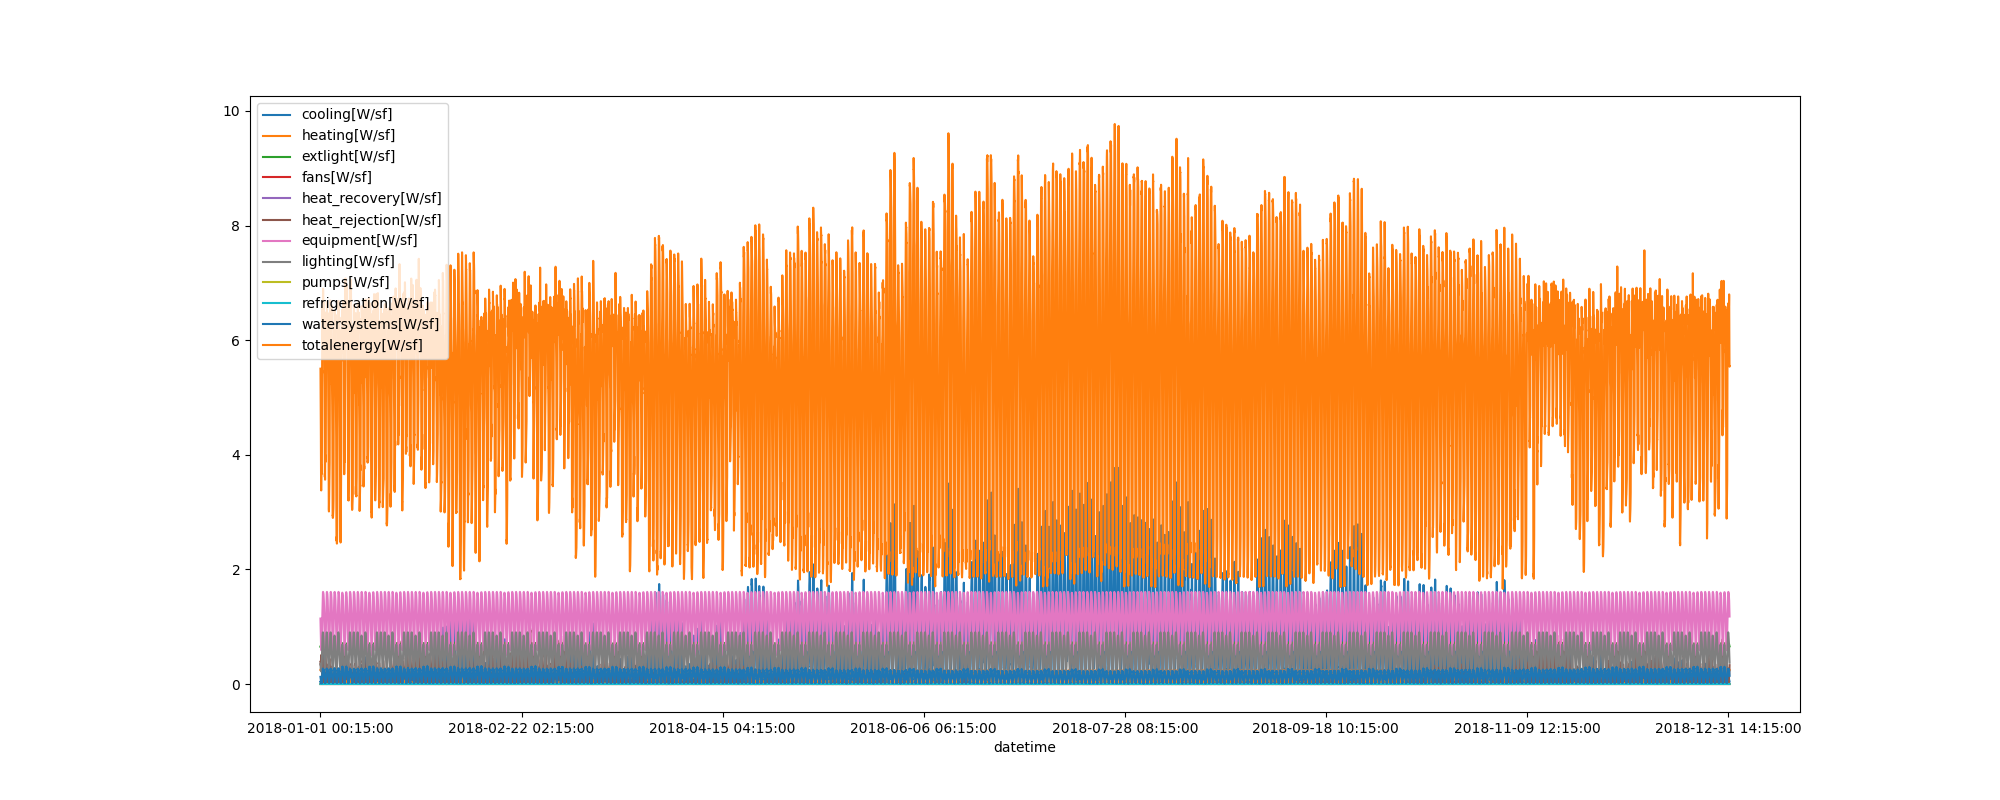 cooling[W/sf]
heating[W/sf]
extlight[W/sf]
fans[W/sf]
heat_recovery[W/sf]
heat_rejection[W/sf]
equipment[W/sf]
lighting[W/sf]
pumps[W/sf]
refrigeration[W/sf]
watersystems[W/sf]
totalenergy[W/sf]
10
8
6
4
2
0
2018-01-01 00:15:00 2018-02-22 02:15:00 2018-04-15 04:15:00 2018-06-06 06:15:00 2018-07-28 08:15:00 2018-09-18 10:15:00 2018-11-09 12:15:00 2018-12-31 14:15:00
datetime